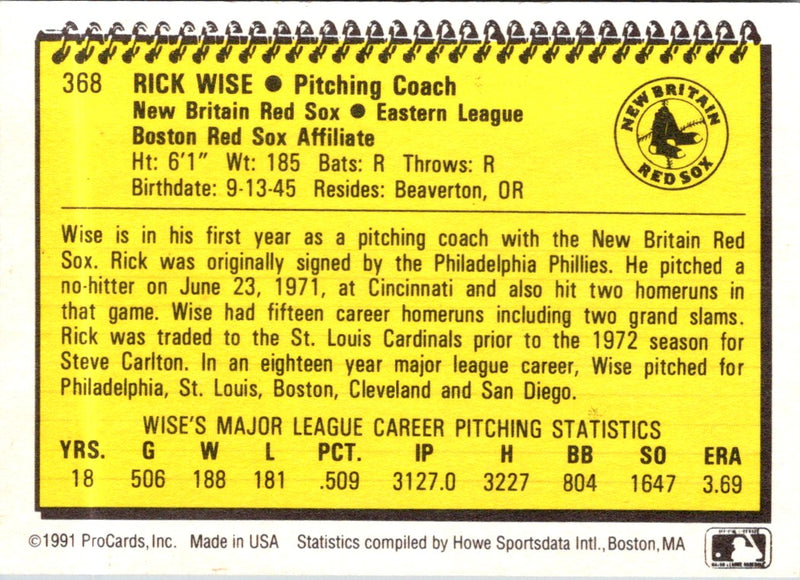 368 RICK WISE ● Pitching Coach
New Britain Red Sox ● Eastern League
Boston Red Sox Affiliate
Ht: 6'1" Wt: 185 Bats: R Throws: R
Birthdate: 9-13-45 Resides: Beaverton, OR
NEW BRITAIN
RED SOX
Wise is in his first year as a pitching coach with the New Britain Red
Sox. Rick was originally signed by the Philadelphia Phillies. He pitched a
no-hitter on June 23, 1971, at Cincinnati and also hit two homeruns in
that game. Wise had fifteen career homeruns including two grand slams.
Rick was traded to the St. Louis Cardinals prior to the 1972 season for
Steve Carlton. In an eighteen year major league career, Wise pitched for
Philadelphia, St. Louis, Boston, Cleveland and San Diego.
WISE'S MAJOR LEAGUE CAREER PITCHING STATISTICS
YRS. G W L PCT. IP H BB SO ERA
18 506 188 181 .509 3127.0 3227 804 1647 3.69
©1991 ProCards, Inc. Made in USA Statistics compiled by Howe Sportsdata Intl., Boston, MA